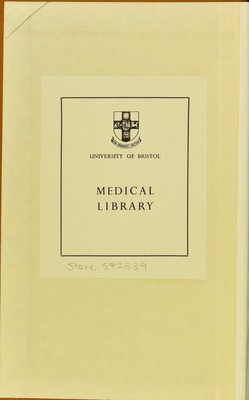 UNIVERSITY OF BRISTOL
MEDICAL
LIBRARY
Store 572539